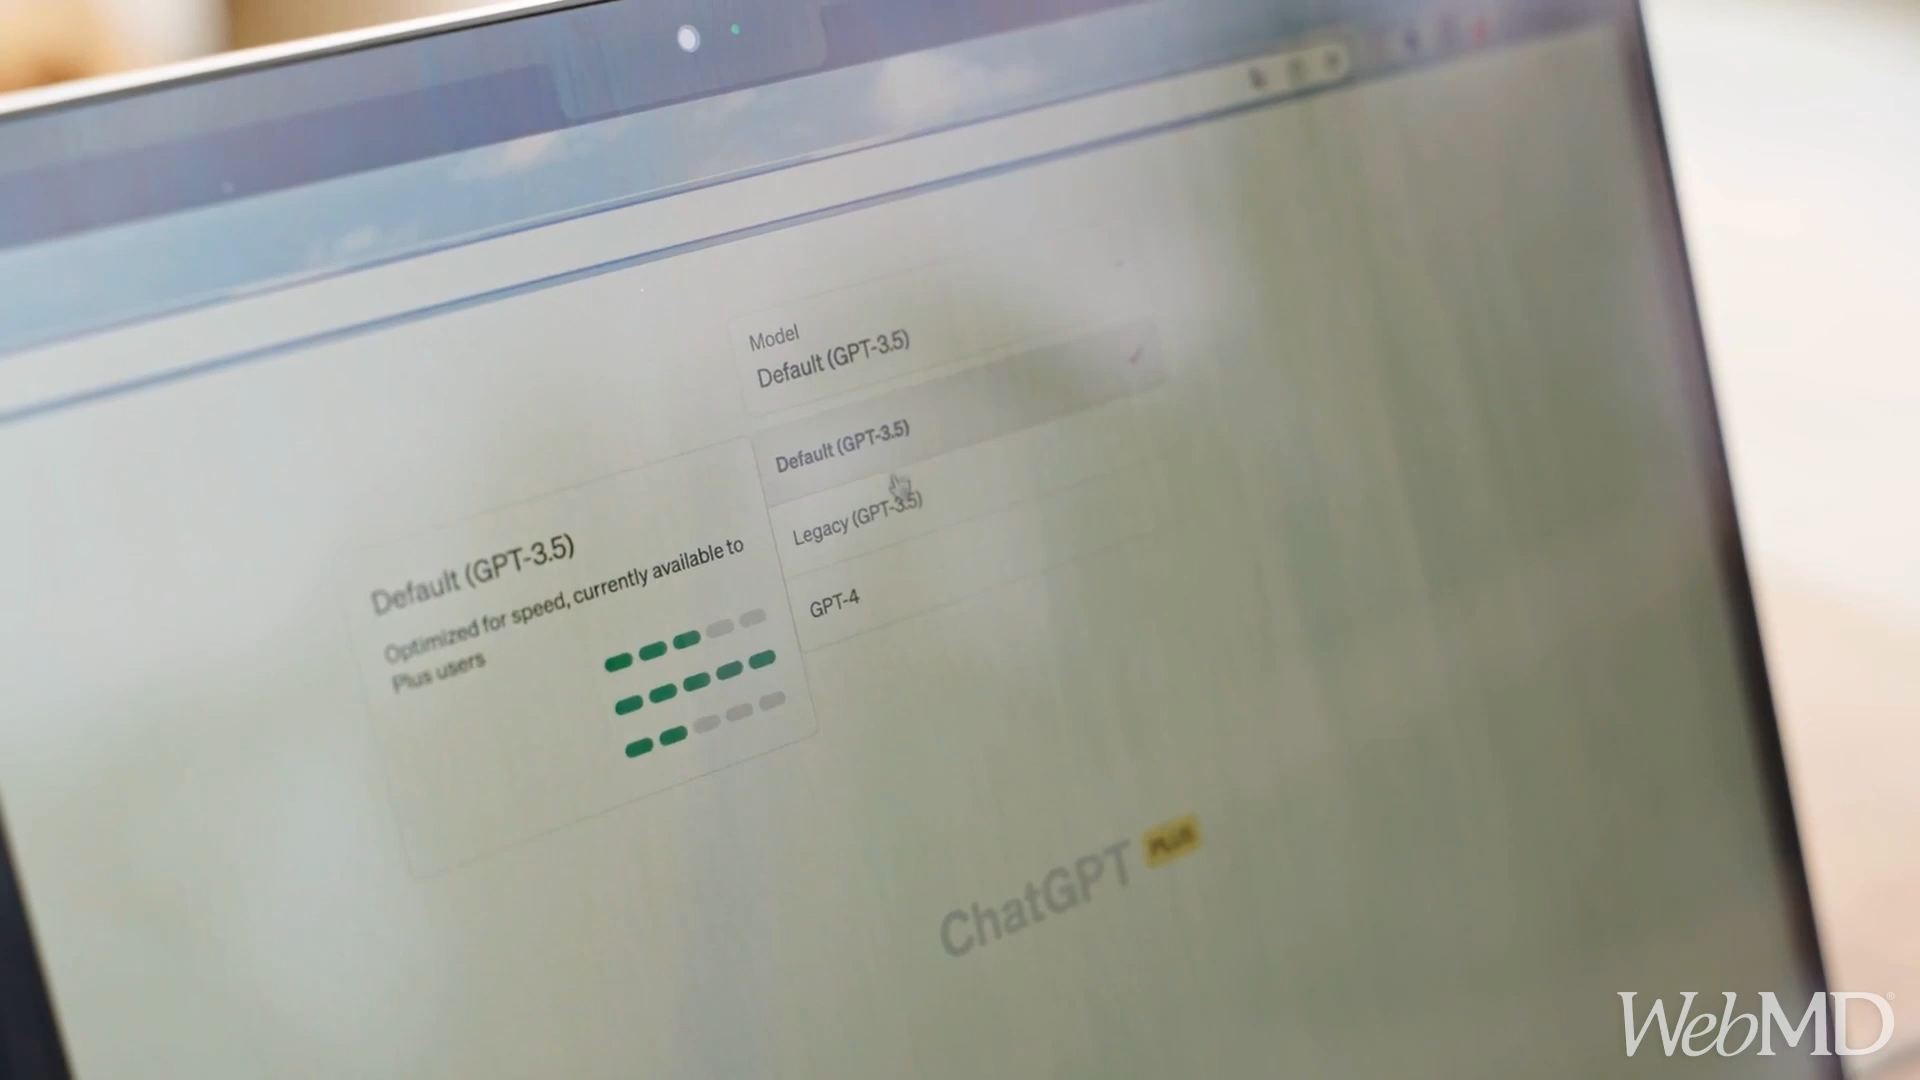 Model
Default (GPT-3.5)
Default (GPT-3.5)
Legacy (GPT-3.5)
GPT-4
Default (GPT-3.5)
Optimized for speed, currently available to
Plus users
ChatGPT PLUS
WebMD®